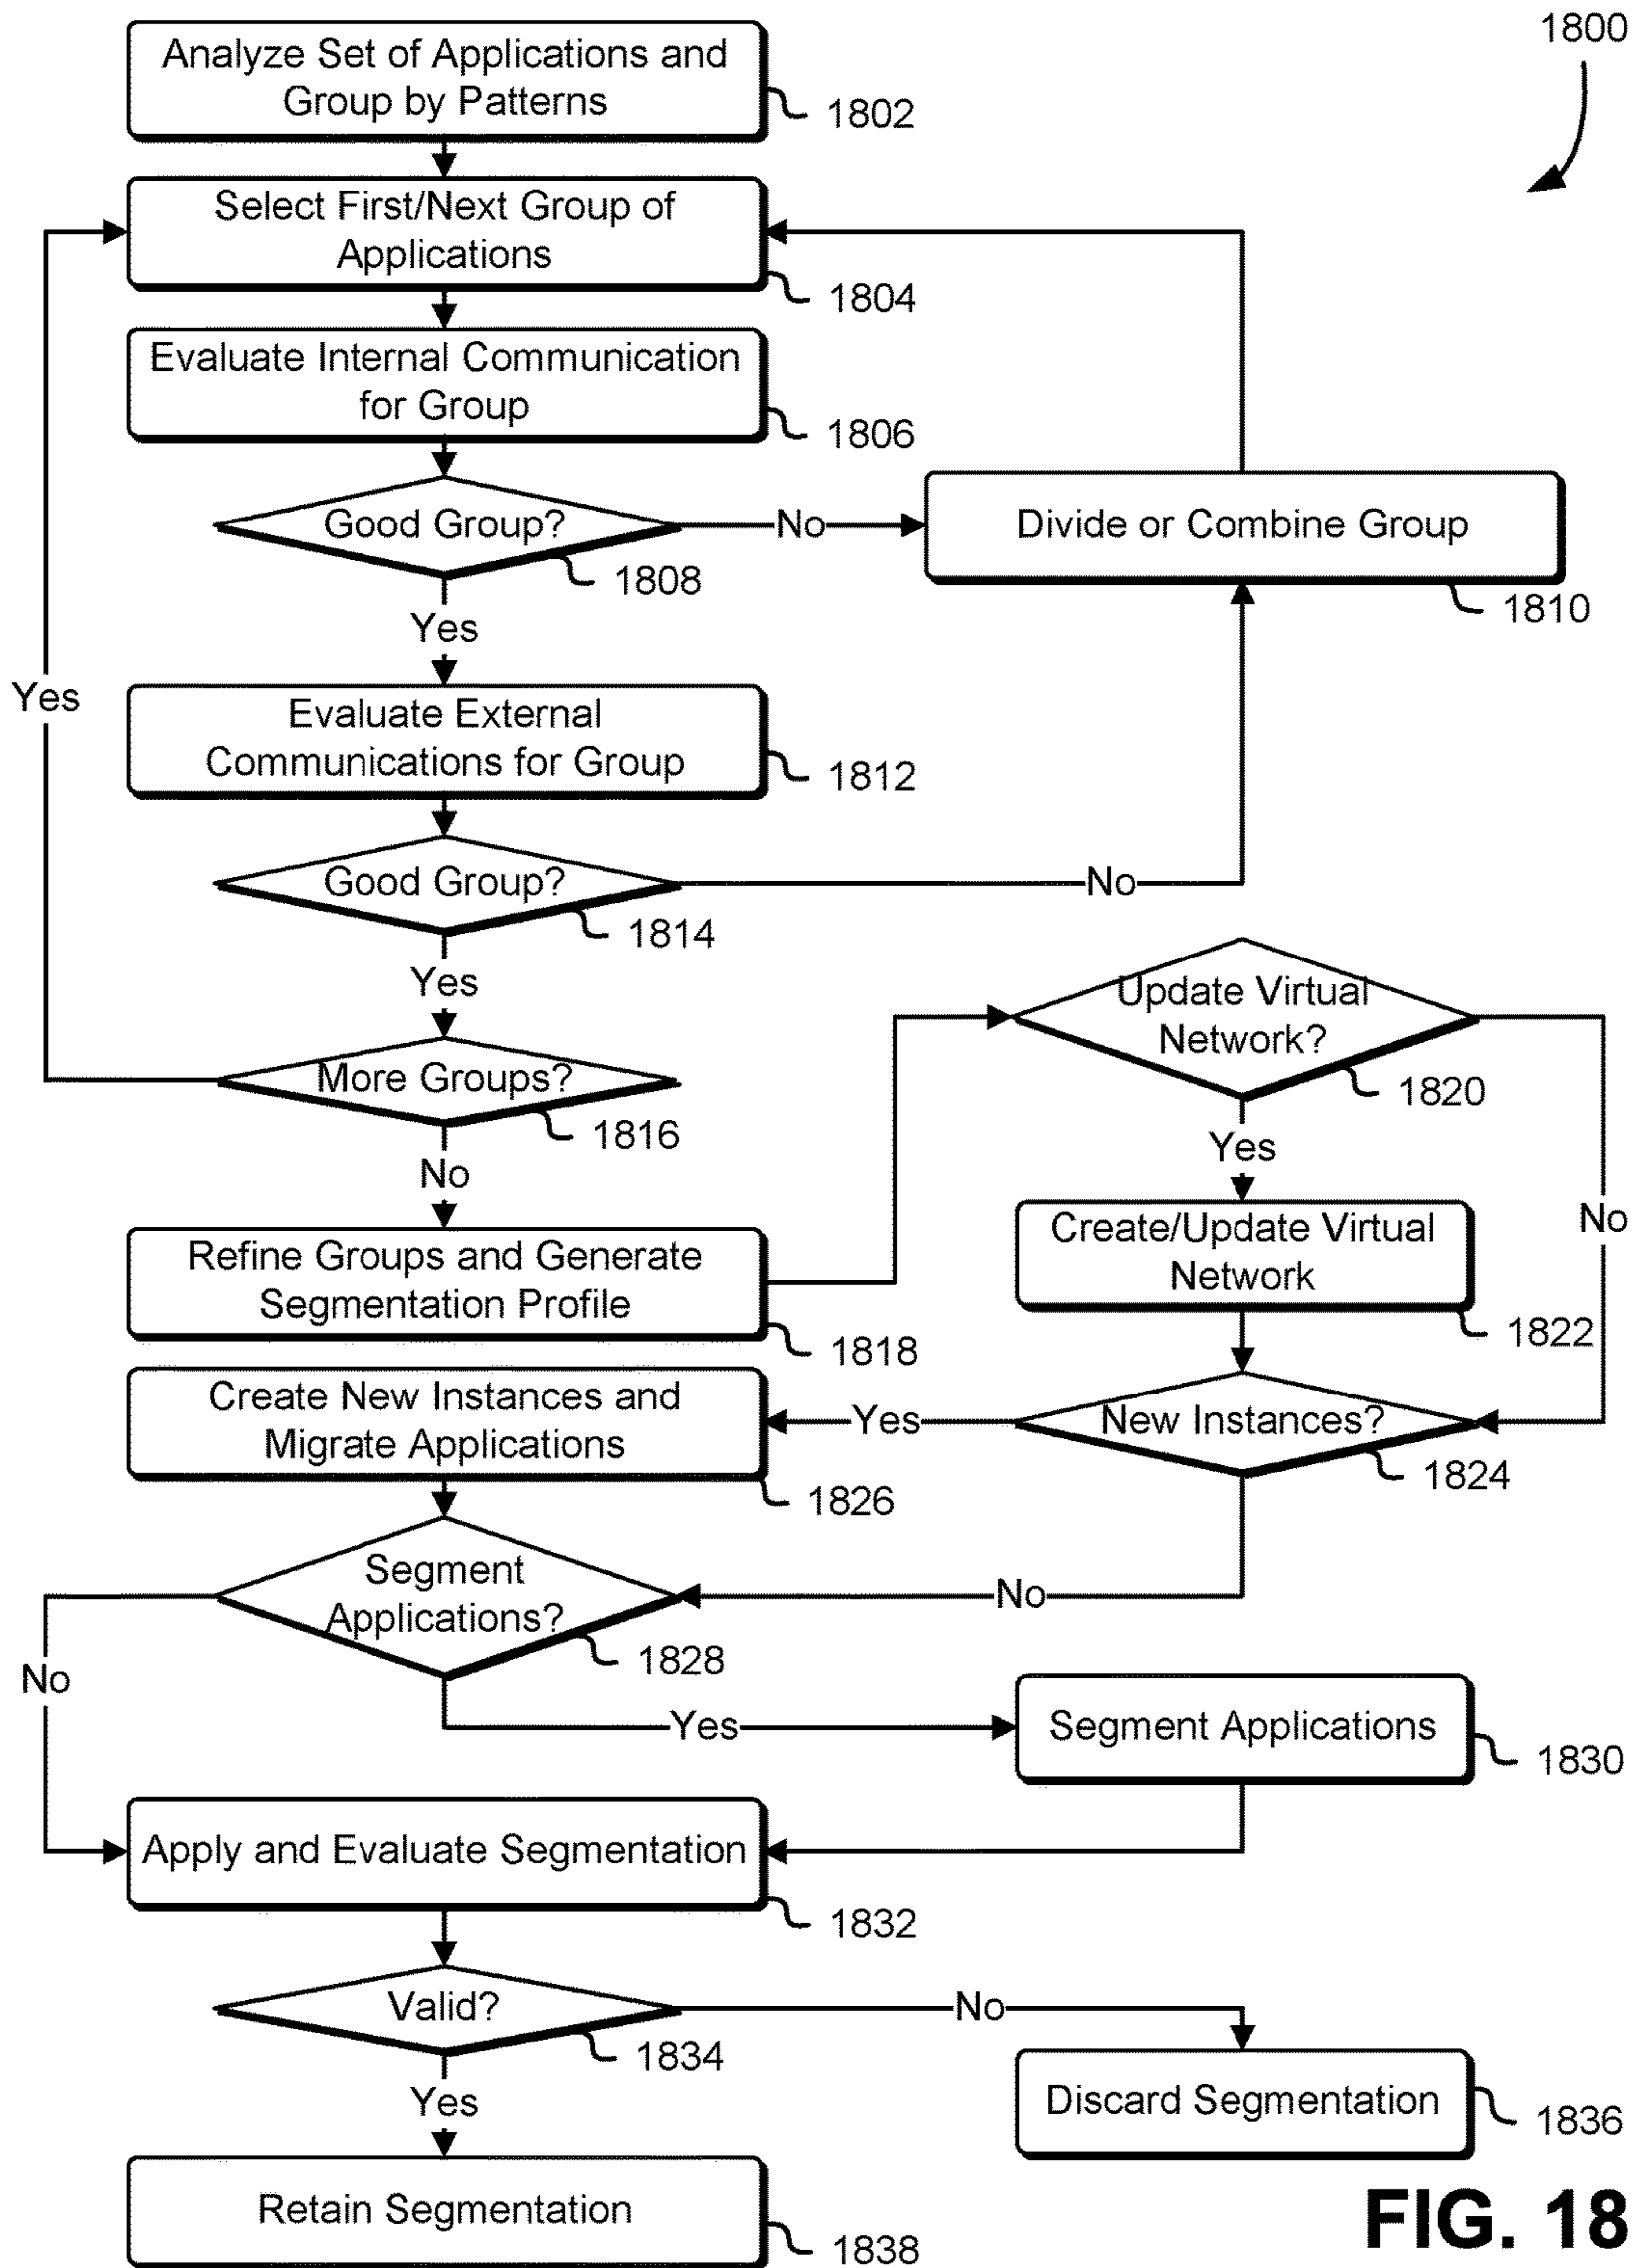 1800
Analyze Set of Applications and
Group by Patterns
1802
Select First/Next Group of
Applications
1804
Evaluate Internal Communication
for Group
1806
Good Group?
1808
No
Divide or Combine Group
1810
Yes
Yes
Evaluate External
Communications for Group
1812
Good Group?
1814
No
Yes
More Groups?
1816
No
Refine Groups and Generate
Segmentation Profile
1818
Update Virtual
Network?
1820
Yes
No
Create/Update Virtual
Network
1822
New Instances?
1824
Yes
Create New Instances and
Migrate Applications
1826
No
Segment
Applications?
1828
No
Yes
Segment Applications
1830
Apply and Evaluate Segmentation
1832
Valid?
1834
No
Discard Segmentation
1836
Yes
Retain Segmentation
1838
FIG. 18